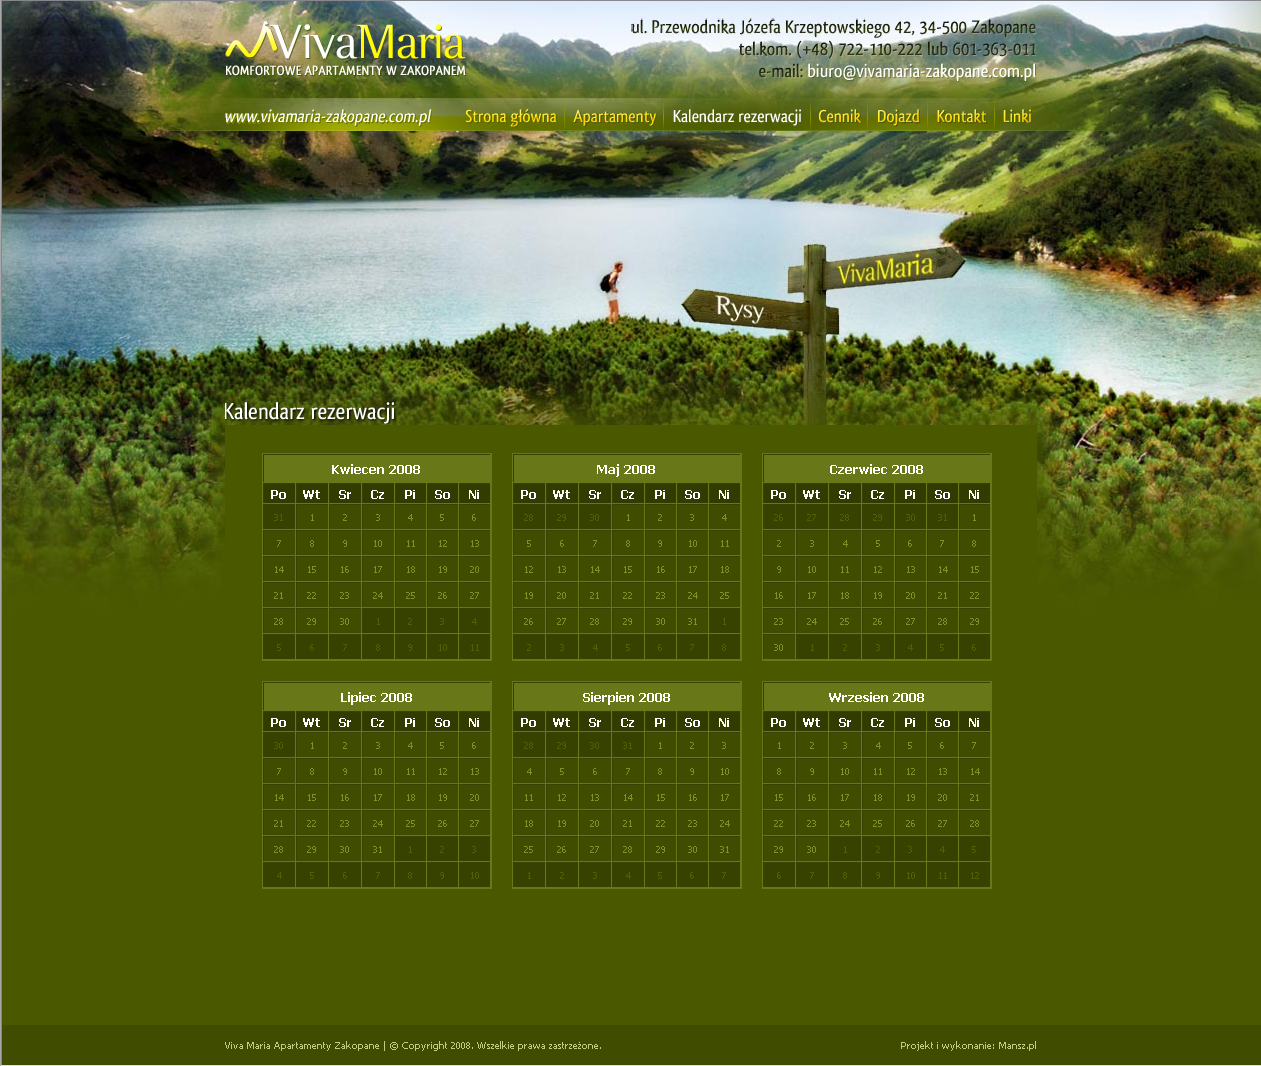 VivaMaria
KOMFORTOWE APARTAMENTY W ZAKOPANEM
ul. Przewodnika Józefa Krzeptowskiego 42, 34-500 Zakopane
tel.kom. (+48) 722-110-222 lub 601-363-011
e-mail: biuro@vivamaria-zakopane.com.pl
www.vivamaria-zakopane.com.pl Strona główna Apartamenty Kalendarz rezerwacji Cennik Dojazd Kontakt Linki
VivaMaria
Rysy
Kalendarz rezerwacji
Kwiecen 2008
Po Wt Sr Cz Pi So Ni
31 1 2 3 4 5 6
7 8 9 10 11 12 13
14 15 16 17 18 19 20
21 22 23 24 25 26 27
28 29 30 1 2 3 4
5 6 7 8 9 10 11
Maj 2008
Po Wt Sr Cz Pi So Ni
28 29 30 1 2 3 4
5 6 7 8 9 10 11
12 13 14 15 16 17 18
19 20 21 22 23 24 25
26 27 28 29 30 31 1
2 3 4 5 6 7 8
Czerwiec 2008
Po Wt Sr Cz Pi So Ni
26 27 28 29 30 31 1
2 3 4 5 6 7 8
9 10 11 12 13 14 15
16 17 18 19 20 21 22
23 24 25 26 27 28 29
30 1 2 3 4 5 6
Lipiec 2008
Po Wt Sr Cz Pi So Ni
30 1 2 3 4 5 6
7 8 9 10 11 12 13
14 15 16 17 18 19 20
21 22 23 24 25 26 27
28 29 30 31 1 2 3
4 5 6 7 8 9 10
Sierpien 2008
Po Wt Sr Cz Pi So Ni
28 29 30 31 1 2 3
4 5 6 7 8 9 10
11 12 13 14 15 16 17
18 19 20 21 22 23 24
25 26 27 28 29 30 31
1 2 3 4 5 6 7
Wrzesien 2008
Po Wt Sr Cz Pi So Ni
1 2 3 4 5 6 7
8 9 10 11 12 13 14
15 16 17 18 19 20 21
22 23 24 25 26 27 28
29 30 1 2 3 4 5
6 7 8 9 10 11 12
Viva Maria Apartamenty Zakopane | © Copyright 2008. Wszelkie prawa zastrzeżone.
Projekt i wykonanie: Mansz.pl